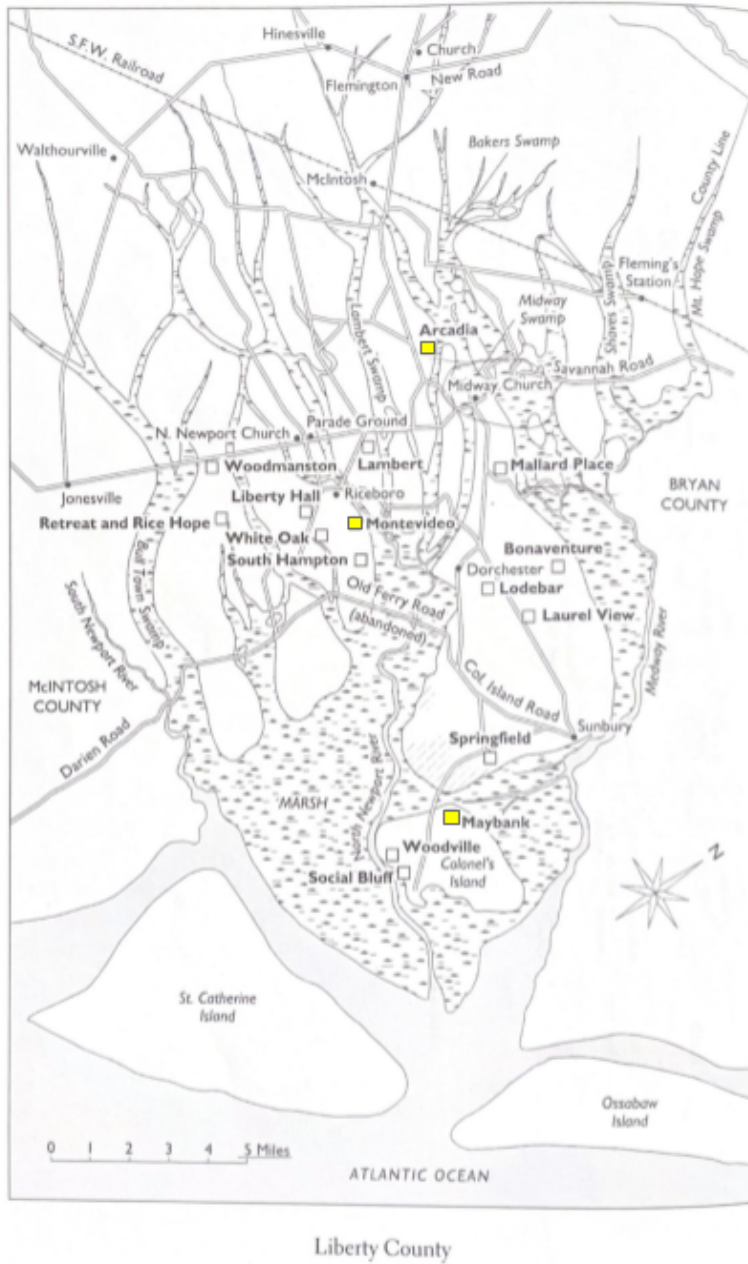 Hinesville
Church
S.F.W. Railroad
Flemington
New Road
Walthourville
Bakers Swamp
McIntosh
County Line
Mt. Hope Swamp
Fleming's
Station
Shaves Swamp
Midway
Swamp
Lambert Swamp
Arcadia
Savannah Road
Midway Church
Parade Ground
N. Newport Church
Woodmanston
Lambert
Mallard Place
Jonesville
Liberty Hall
Riceboro
BRYAN
COUNTY
Retreat and Rice Hope
Montevideo
White Oak
Bonaventure
South Hampton
Dorchester
Lodebar
Bull Town Swamp
Old Ferry Road
(abandoned)
Laurel View
South Newport River
Medway River
McINTOSH
COUNTY
Col. Island Road
Darien Road
Sunbury
Springfield
North Newport River
MARSH
Maybank
Woodville
Colonel's
Island
Social Bluff
N
St. Catherine
Island
Ossabaw
Island
0 1 2 3 4 5 Miles
ATLANTIC OCEAN
Liberty County